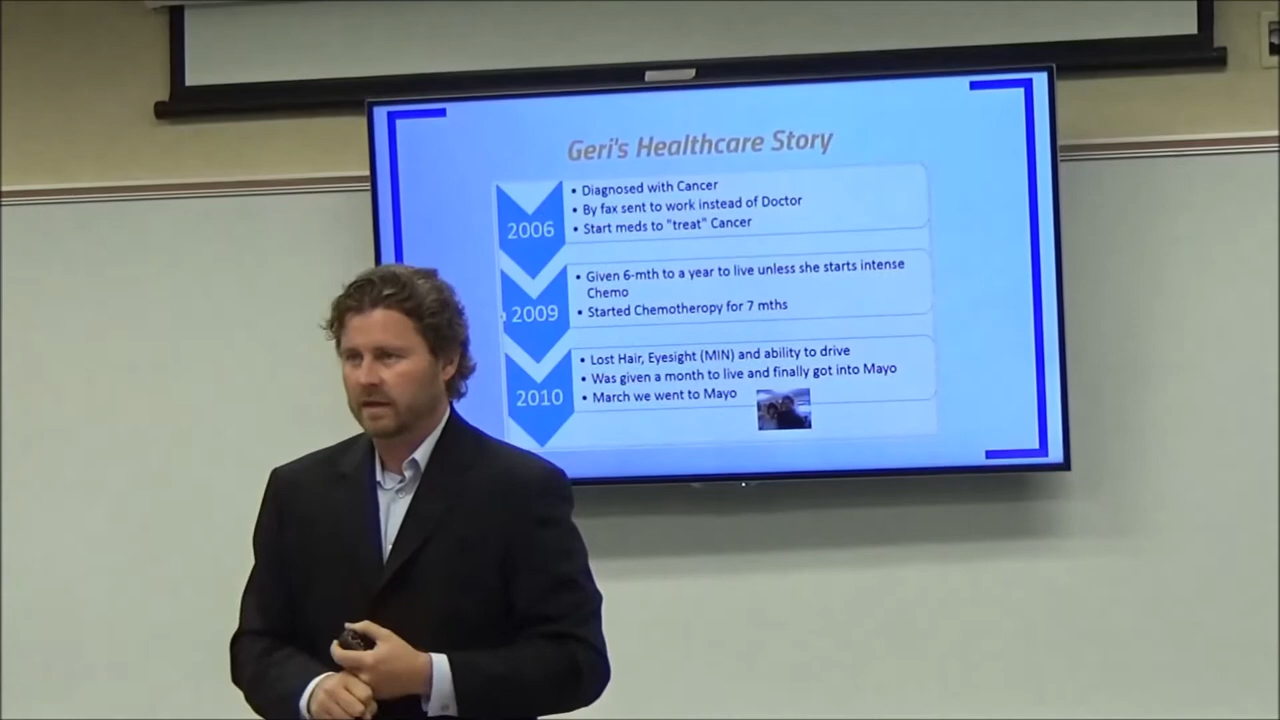 Geri's Healthcare Story
2006
• Diagnosed with Cancer
• By fax sent to work instead of Doctor
• Start meds to "treat" Cancer
2009
• Given 6-mth to a year to live unless she starts intense
Chemo
• Started Chemotheropy for 7 mths
2010
• Lost Hair, Eyesight (MIN) and ability to drive
• Was given a month to live and finally got into Mayo
• March we went to Mayo